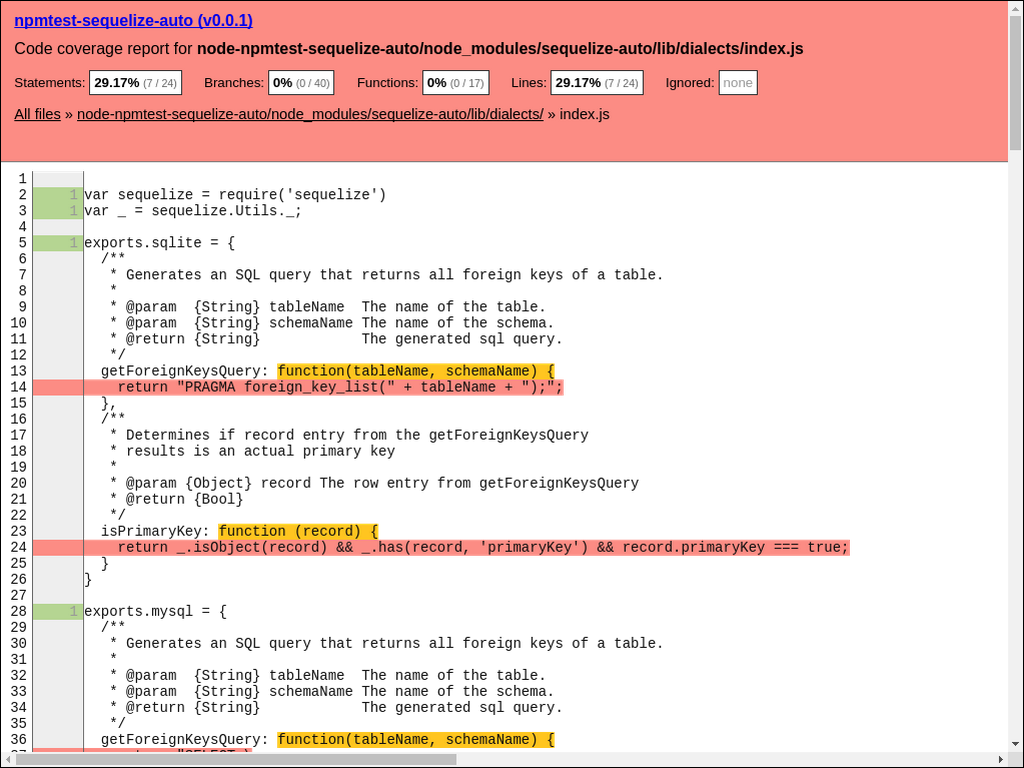 npmtest-sequelize-auto (v0.0.1)
Code coverage report for node-npmtest-sequelize-auto/node_modules/sequelize-auto/lib/dialects/index.js
Statements: 29.17% (7 / 24) Branches: 0% (0 / 40) Functions: 0% (0 / 17) Lines: 29.17% (7 / 24) Ignored: none
All files » node-npmtest-sequelize-auto/node_modules/sequelize-auto/lib/dialects/ » index.js
1
2 1 var sequelize = require('sequelize')
3 1 var _ = sequelize.Utils._;
4
5 1 exports.sqlite = {
6 /**
7 * Generates an SQL query that returns all foreign keys of a table.
8 *
9 * @param {String} tableName The name of the table.
10 * @param {String} schemaName The name of the schema.
11 * @return {String} The generated sql query.
12 */
13 getForeignKeysQuery: function(tableName, schemaName) {
14 return "PRAGMA foreign_key_list(" + tableName + ");";
15 },
16 /**
17 * Determines if record entry from the getForeignKeysQuery
18 * results is an actual primary key
19 *
20 * @param {Object} record The row entry from getForeignKeysQuery
21 * @return {Bool}
22 */
23 isPrimaryKey: function (record) {
24 return _.isObject(record) && _.has(record, 'primaryKey') && record.primaryKey === true;
25 }
26 }
27
28 1 exports.mysql = {
29 /**
30 * Generates an SQL query that returns all foreign keys of a table.
31 *
32 * @param {String} tableName The name of the table.
33 * @param {String} schemaName The name of the schema.
34 * @return {String} The generated sql query.
35 */
36 getForeignKeysQuery: function(tableName, schemaName) {